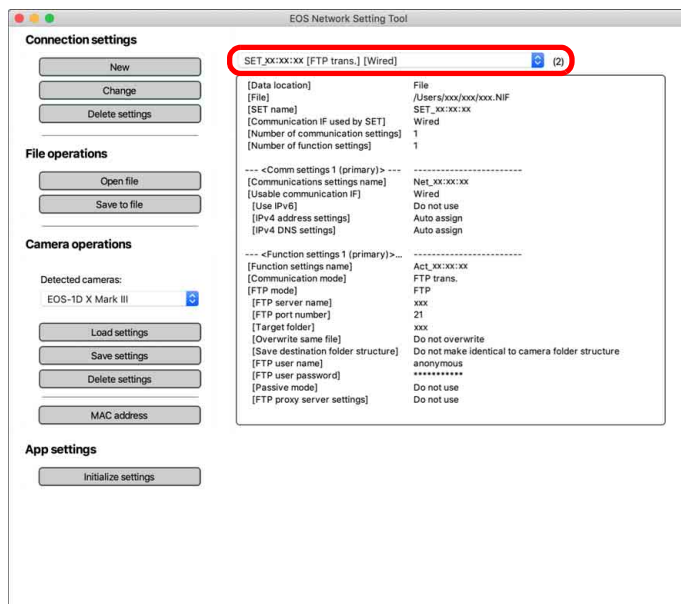 EOS Network Setting Tool
Connection settings
New
Change
Delete settings
File operations
Open file
Save to file
Camera operations
Detected cameras:
EOS-1D X Mark III
Load settings
Save settings
Delete settings
MAC address
App settings
Initialize settings
SET_xx:xx:xx [FTP trans.] [Wired] (2)
[Data location] File
[File] /Users/xxx/xxx/xxx.NIF
[SET name] SET_xx:xx:xx
[Communication IF used by SET] Wired
[Number of communication settings] 1
[Number of function settings] 1
--- <Comm settings 1 (primary)> --- ------------------------
[Communications settings name] Net_xx:xx:xx
[Usable communication IF] Wired
[Use IPv6] Do not use
[IPv4 address settings] Auto assign
[IPv4 DNS settings] Auto assign
--- <Function settings 1 (primary)>... ------------------------
[Function settings name] Act_xx:xx:xx
[Communication mode] FTP trans.
[FTP mode] FTP
[FTP server name] xxx
[FTP port number] 21
[Target folder] xxx
[Overwrite same file] Do not overwrite
[Save destination folder structure] Do not make identical to camera folder structure
[FTP user name] anonymous
[FTP user password] ***********
[Passive mode] Do not use
[FTP proxy server settings] Do not use